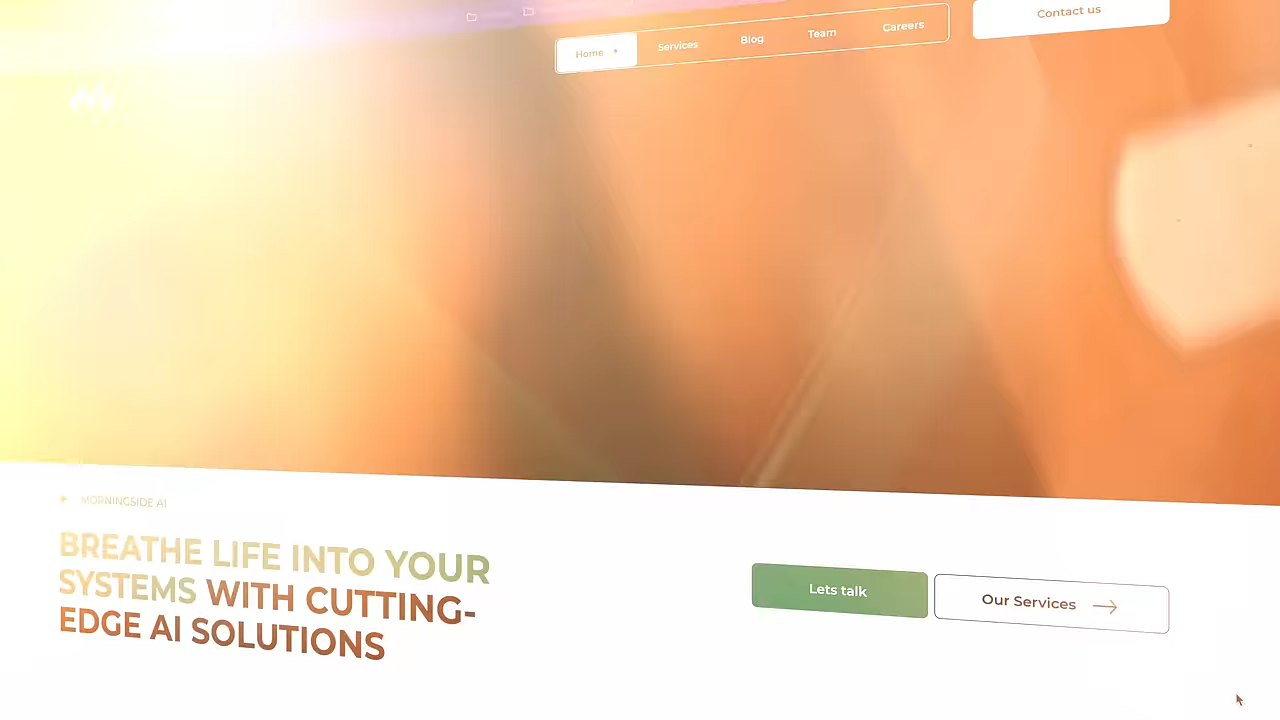 Home
Services
Blog
Team
Careers
Contact us
MORNINGSIDE AI
BREATHE LIFE INTO YOUR
SYSTEMS WITH CUTTING-
EDGE AI SOLUTIONS
Lets talk
Our Services